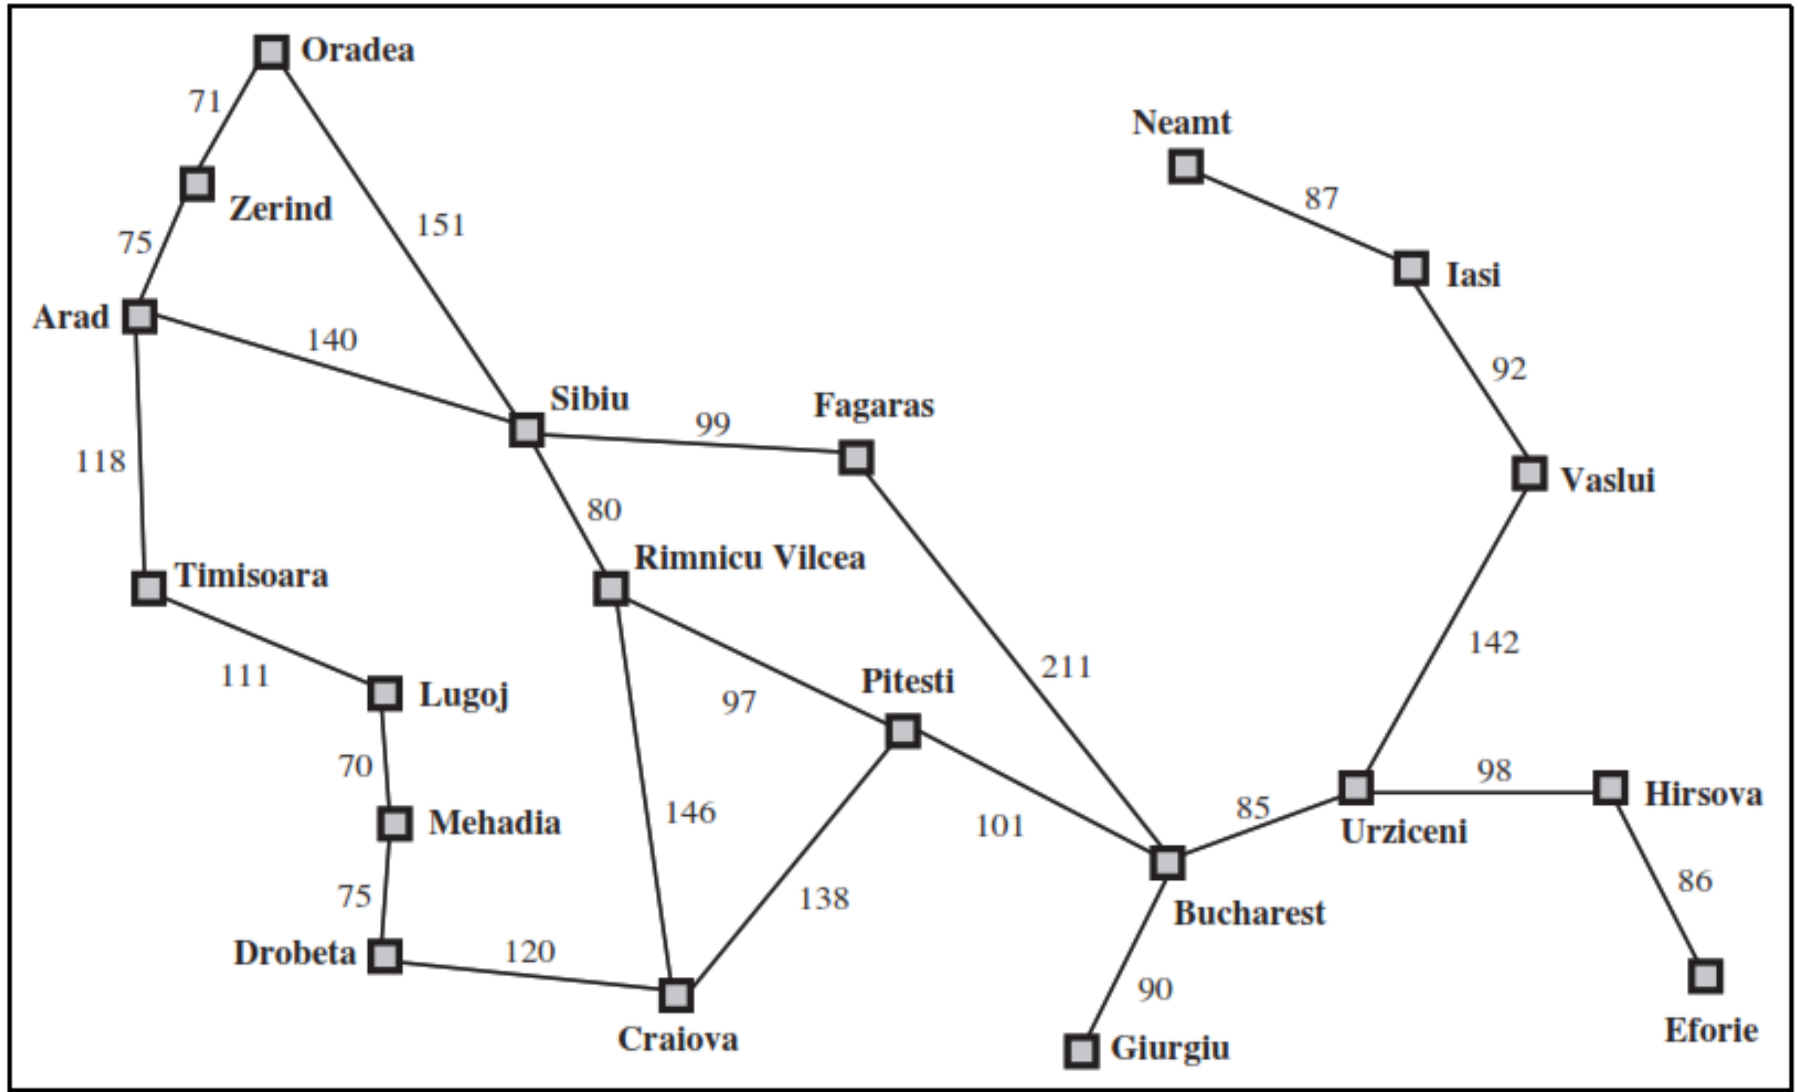 Oradea
71
Neamt
87
Zerind
151
75
Iasi
Arad
140
92
Sibiu
99
Fagaras
118
80
Vaslui
Rimnicu Vilcea
Timisoara
142
111
Lugoj
97
Pitesti
211
70
98
Mehadia
146
101
85
Hirsova
Urziceni
75
138
86
Bucharest
Drobeta
120
90
Craiova
Giurgiu
Eforie